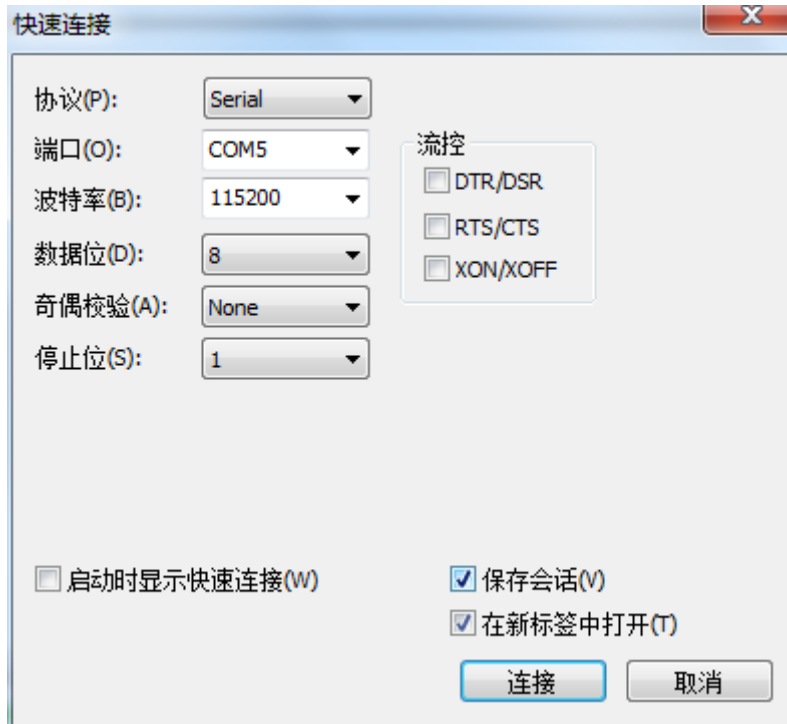 快速连接
协议(P): Serial
端口(O): COM5
波特率(B): 115200
数据位(D): 8
奇偶校验(A): None
停止位(S): 1
流控
DTR/DSR
RTS/CTS
XON/XOFF
启动时显示快速连接(W)
保存会话(V)
在新标签中打开(T)
连接 取消